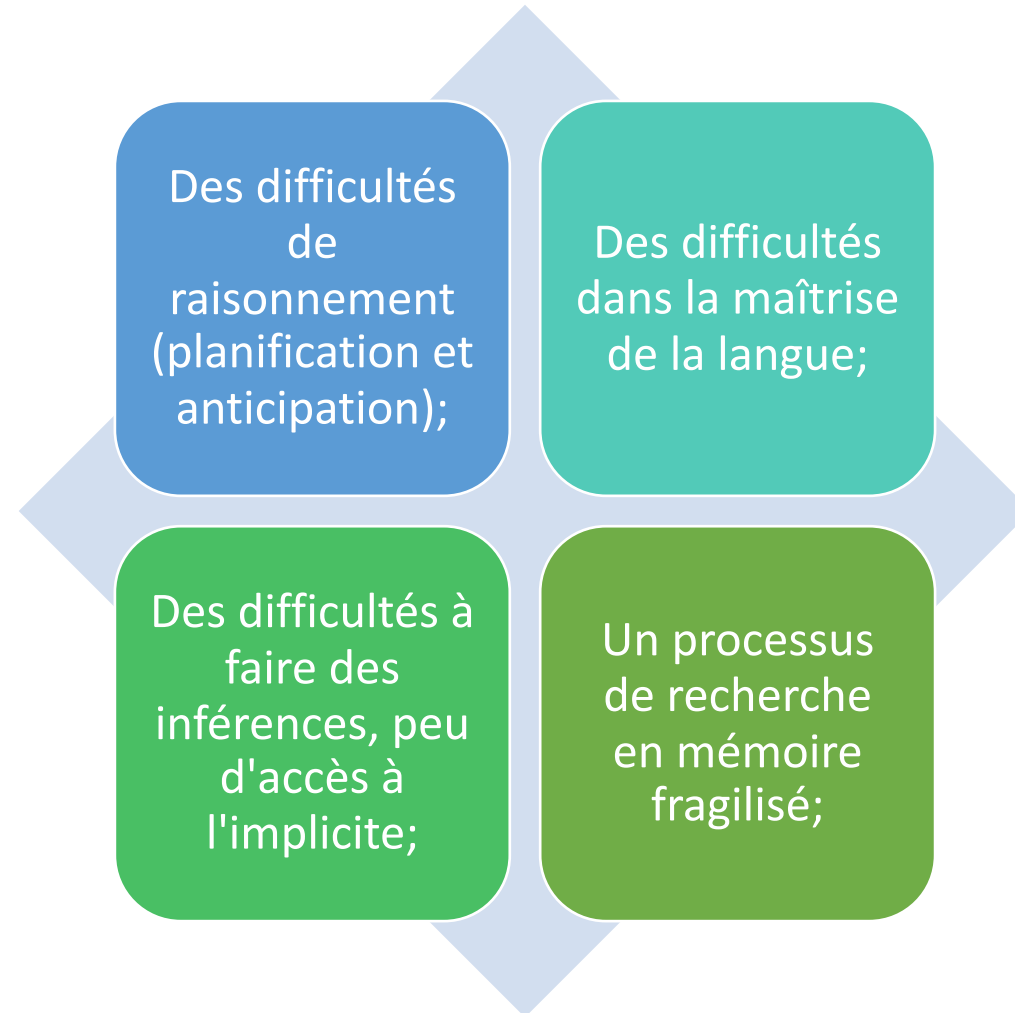 Des difficultés
de
raisonnement
(planification et
anticipation);
Des difficultés
dans la maîtrise
de la langue;
Des difficultés à
faire des
inférences, peu
d'accès à
l'implicite;
Un processus
de recherche
en mémoire
fragilisé;